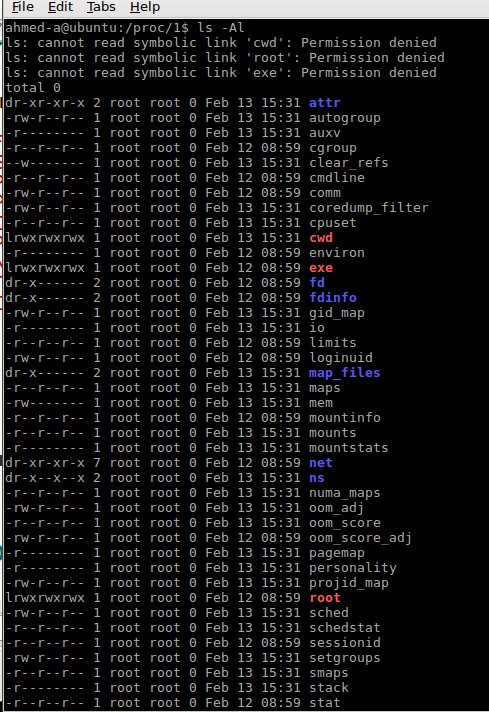 File Edit Tabs Help
ahmed-a@ubuntu:/proc/1$ ls -Al
ls: cannot read symbolic link 'cwd': Permission denied
ls: cannot read symbolic link 'root': Permission denied
ls: cannot read symbolic link 'exe': Permission denied
total 0
dr-xr-xr-x 2 root root 0 Feb 13 15:31 attr
-rw-r--r-- 1 root root 0 Feb 13 15:31 autogroup
-r-------- 1 root root 0 Feb 13 15:31 auxv
-r--r--r-- 1 root root 0 Feb 12 08:59 cgroup
--w------- 1 root root 0 Feb 13 15:31 clear_refs
-r--r--r-- 1 root root 0 Feb 12 08:59 cmdline
-rw-r--r-- 1 root root 0 Feb 12 08:59 comm
-rw-r--r-- 1 root root 0 Feb 13 15:31 coredump_filter
-r--r--r-- 1 root root 0 Feb 13 15:31 cpuset
lrwxrwxrwx 1 root root 0 Feb 13 15:31 cwd
-r-------- 1 root root 0 Feb 12 08:59 environ
lrwxrwxrwx 1 root root 0 Feb 12 08:59 exe
dr-x------ 2 root root 0 Feb 12 08:59 fd
dr-x------ 2 root root 0 Feb 12 08:59 fdinfo
-rw-r--r-- 1 root root 0 Feb 13 15:31 gid_map
-r-------- 1 root root 0 Feb 13 15:31 io
-r--r--r-- 1 root root 0 Feb 12 08:59 limits
-rw-r--r-- 1 root root 0 Feb 12 08:59 loginuid
dr-x------ 2 root root 0 Feb 13 15:31 map_files
-r--r--r-- 1 root root 0 Feb 13 15:31 maps
-rw------- 1 root root 0 Feb 13 15:31 mem
-r--r--r-- 1 root root 0 Feb 12 08:59 mountinfo
-r--r--r-- 1 root root 0 Feb 13 15:31 mounts
-r-------- 1 root root 0 Feb 13 15:31 mountstats
dr-xr-xr-x 7 root root 0 Feb 12 08:59 net
dr-x--x--x 2 root root 0 Feb 13 15:31 ns
-r--r--r-- 1 root root 0 Feb 13 15:31 numa_maps
-rw-r--r-- 1 root root 0 Feb 13 15:31 oom_adj
-r--r--r-- 1 root root 0 Feb 13 15:31 oom_score
-rw-r--r-- 1 root root 0 Feb 12 08:59 oom_score_adj
-r-------- 1 root root 0 Feb 13 15:31 pagemap
-r-------- 1 root root 0 Feb 13 15:31 personality
-rw-r--r-- 1 root root 0 Feb 13 15:31 projid_map
lrwxrwxrwx 1 root root 0 Feb 12 08:59 root
-rw-r--r-- 1 root root 0 Feb 13 15:31 sched
-r--r--r-- 1 root root 0 Feb 13 15:31 schedstat
-r--r--r-- 1 root root 0 Feb 12 08:59 sessionid
-rw-r--r-- 1 root root 0 Feb 13 15:31 setgroups
-r--r--r-- 1 root root 0 Feb 13 15:31 smaps
-r-------- 1 root root 0 Feb 13 15:31 stack
-r--r--r-- 1 root root 0 Feb 12 08:59 stat